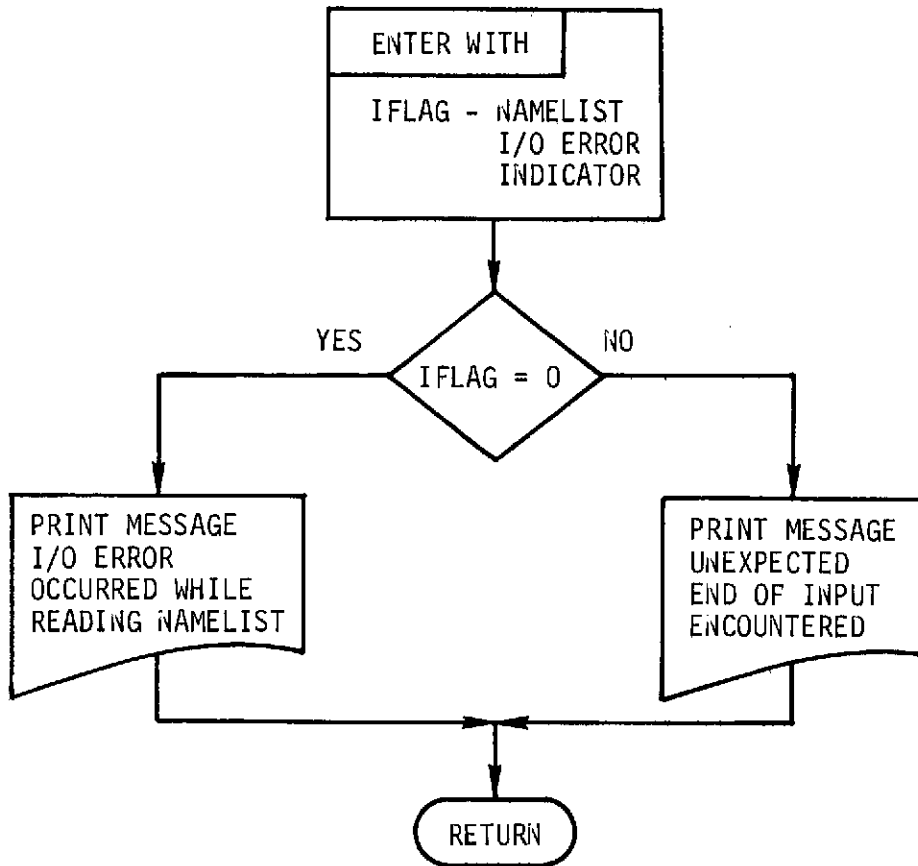 ENTER WITH
IFLAG - NAMELIST
I/O ERROR
INDICATOR
YES
NO
IFLAG = 0
PRINT MESSAGE
I/O ERROR
OCCURRED WHILE
READING NAMELIST
PRINT MESSAGE
UNEXPECTED
END OF INPUT
ENCOUNTERED
RETURN